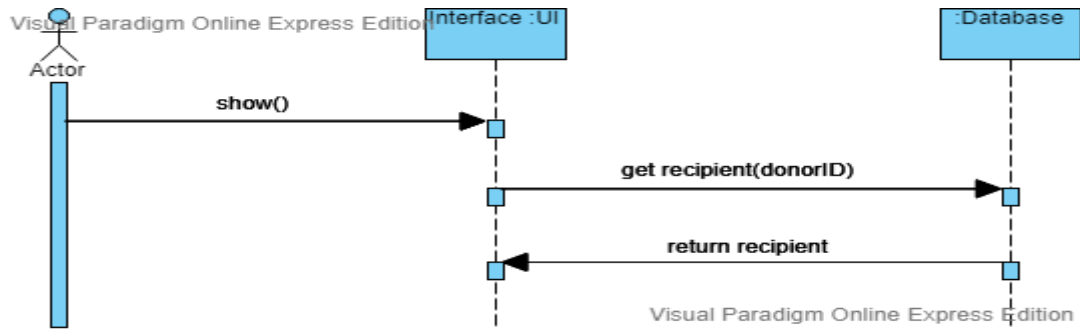 Visual Paradigm Online Express Edition
Interface :UI
:Database
Actor
show()
get recipient(donorID)
return recipient
Visual Paradigm Online Express Edition